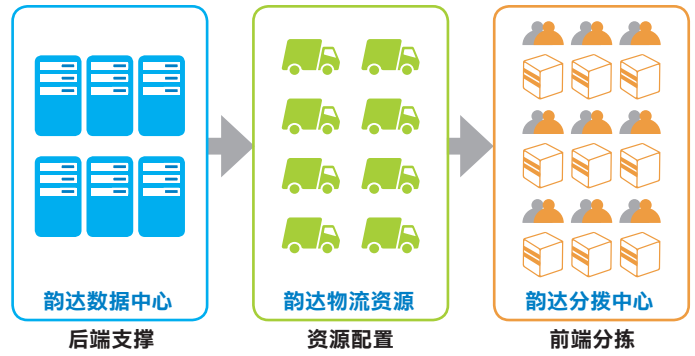 韵达数据中心
韵达物流资源
韵达分拨中心
后端支撑
资源配置
前端分拣